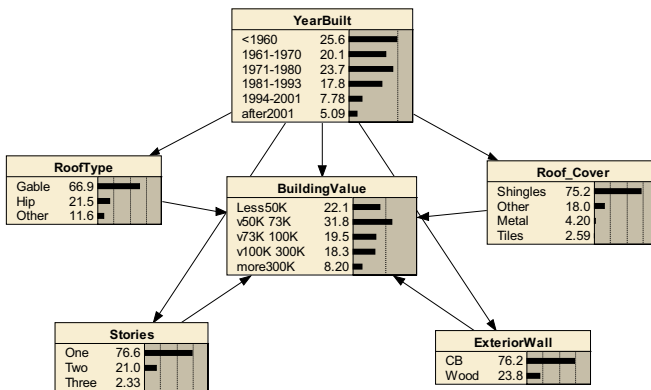 YearBuilt
<1960 25.6
1961-1970 20.1
1971-1980 23.7
1981-1993 17.8
1994-2001 7.78
after2001 5.09
RoofType
Gable 66.9
Hip 21.5
Other 11.6
BuildingValue
Less50K 22.1
v50K 73K 31.8
v73K 100K 19.5
v100K 300K 18.3
more300K 8.20
Roof_Cover
Shingles 75.2
Other 18.0
Metal 4.20
Tiles 2.59
Stories
One 76.6
Two 21.0
Three 2.33
ExteriorWall
CB 76.2
Wood 23.8